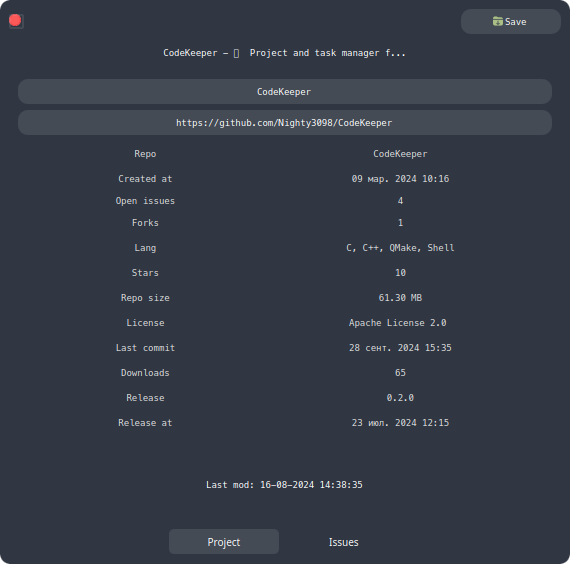 Save
CodeKeeper – Project and task manager f...
CodeKeeper
https://github.com/Nighty3098/CodeKeeper
Repo CodeKeeper
Created at 09 мар. 2024 10:16
Open issues 4
Forks 1
Lang C, C++, QMake, Shell
Stars 10
Repo size 61.30 MB
License Apache License 2.0
Last commit 28 сент. 2024 15:35
Downloads 65
Release 0.2.0
Release at 23 июл. 2024 12:15
Last mod: 16-08-2024 14:38:35
Project Issues